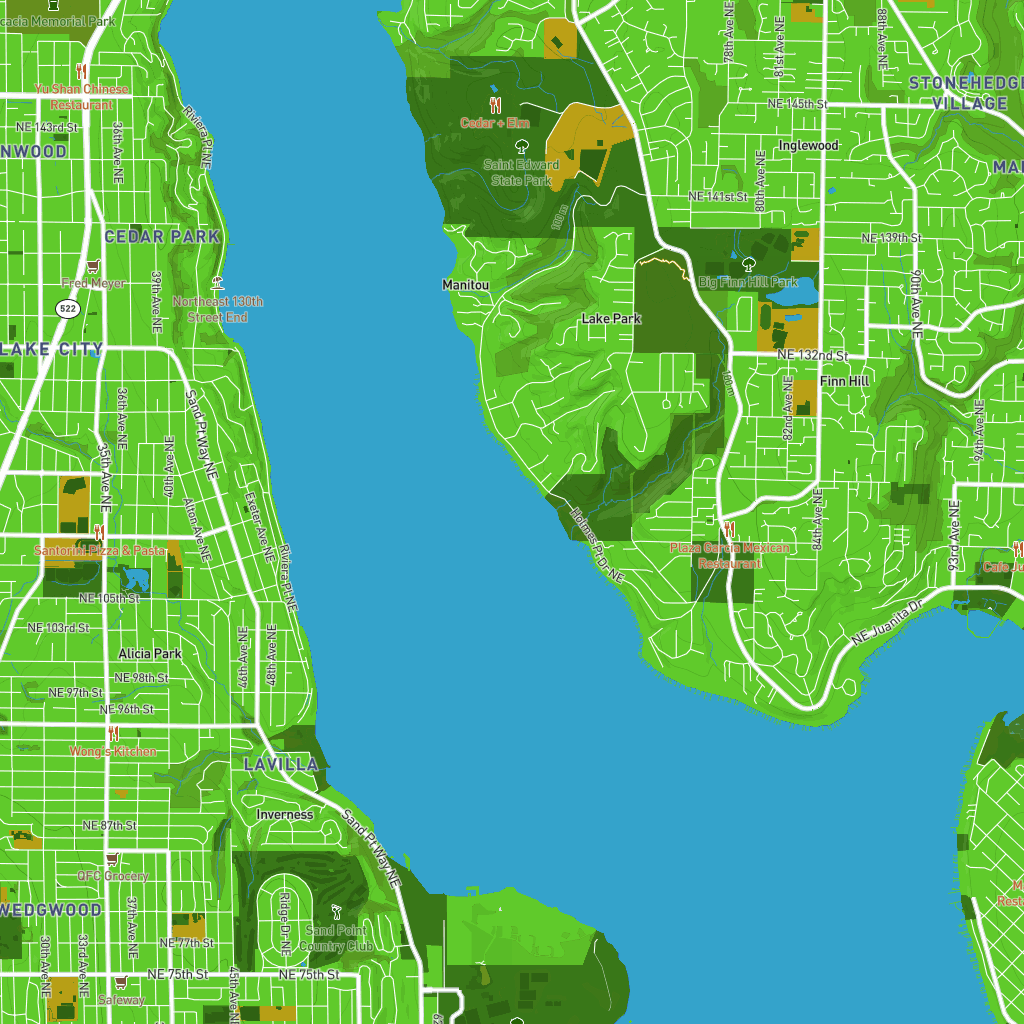 cacia Memorial Park
Yu Shan Chinese
Restaurant
NE 143rd St
36th Ave NE
NWOOD
Riviera Pl NE
CEDAR PARK
Fred Meyer
39th Ave NE
Northeast 130th
Street End
522
LAKE CITY
Cedar + Elm
Saint Edward
State Park
100 m
Manitou
Lake Park
78th Ave NE
81st Ave NE
88th Ave NE
STONEHEDGE
VILLAGE
NE 145th St
Inglewood
80th Ave NE
NE 141st St
NE 139th St
Big Finn Hill Park
90th Ave NE
NE 132nd St
100 m
Finn Hill
82nd Ave NE
94th Ave NE
36th Ave NE
35th Ave NE
40th Ave NE
Sand Pt Way NE
Alton Ave NE
Exeter Ave NE
Riviera Pl NE
Santorini Pizza & Pasta
NE 105th St
NE 103rd St
Alicia Park
46th Ave NE
48th Ave NE
NE 98th St
NE 97th St
NE 96th St
Wong's Kitchen
Holmes Pt Dr NE
84th Ave NE
93rd Ave NE
Plaza Garcia Mexican
Restaurant
NE Juanita Dr
LAVILLA
Inverness
Sand Pt Way NE
NE 87th St
QFC Grocery
WEDGWOOD
37th Ave NE
30th Ave NE
33rd Ave NE
NE 77th St
NE 75th St
NE 75th St
Safeway
45th Ave NE
Ridge Dr NE
Sand Point
Country Club